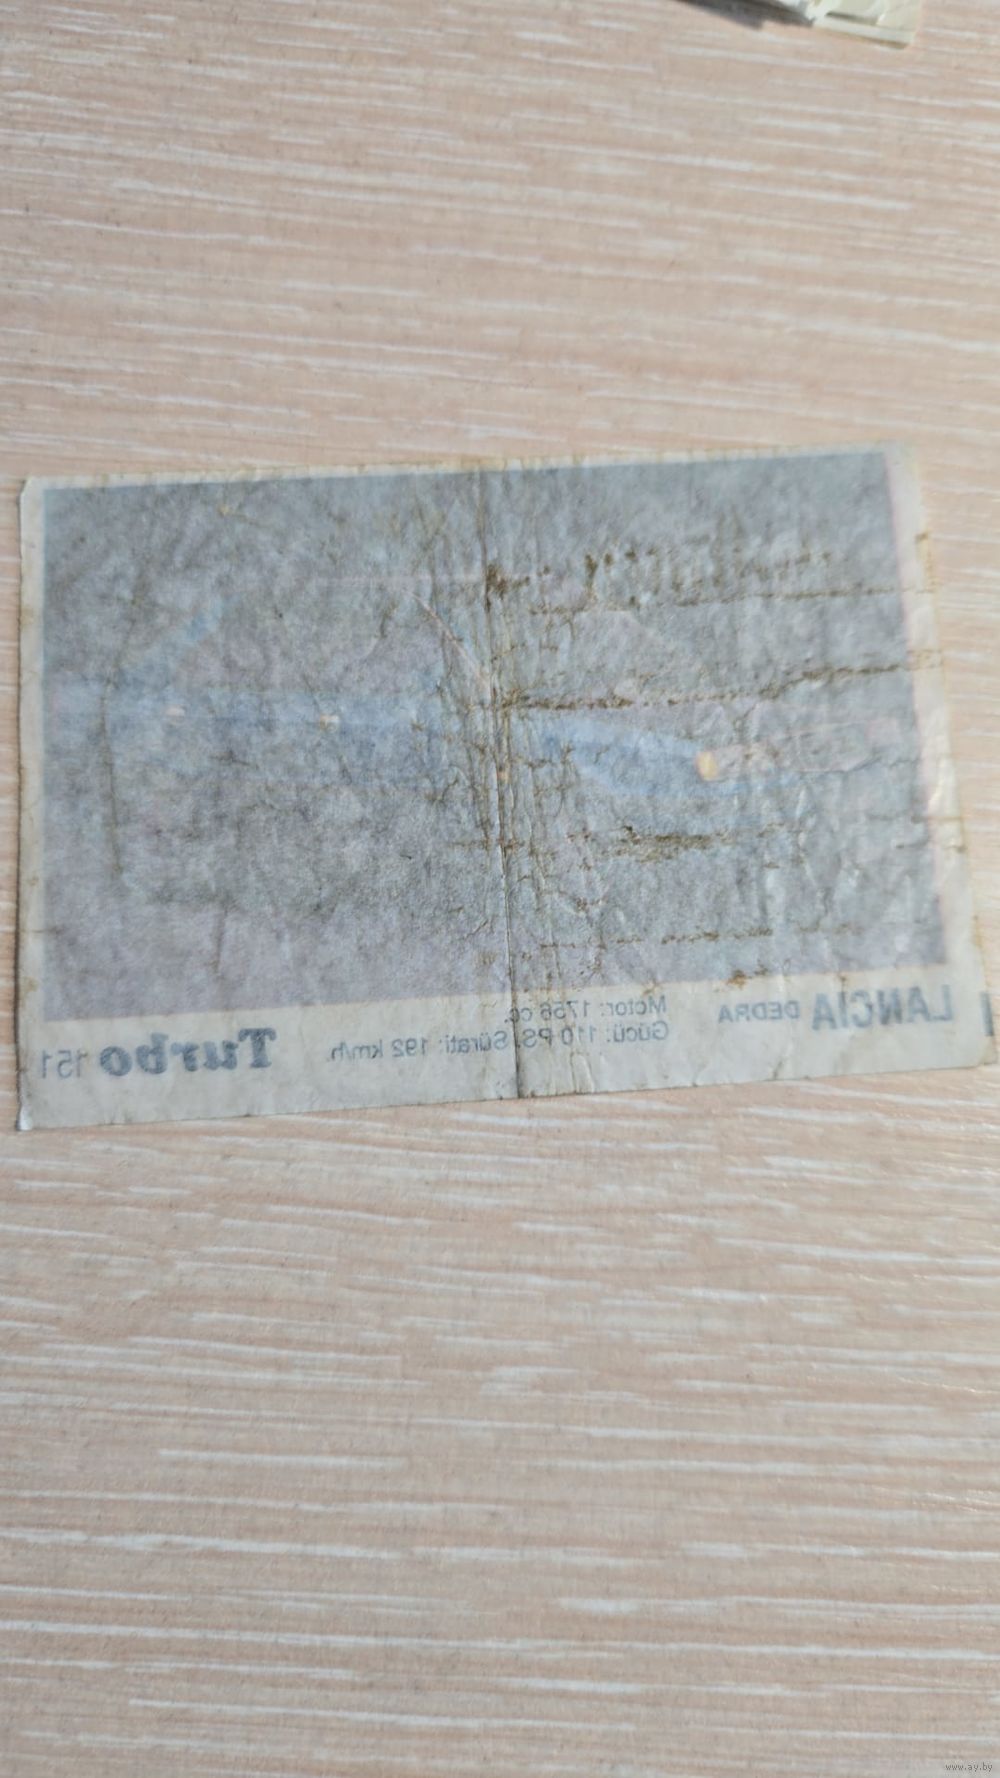 LANCIA DEDRA
Motor: 1756 cc.
Gücü: 110 PS. Sürati: 192 km/h.
Turbo 151
www.ay.by